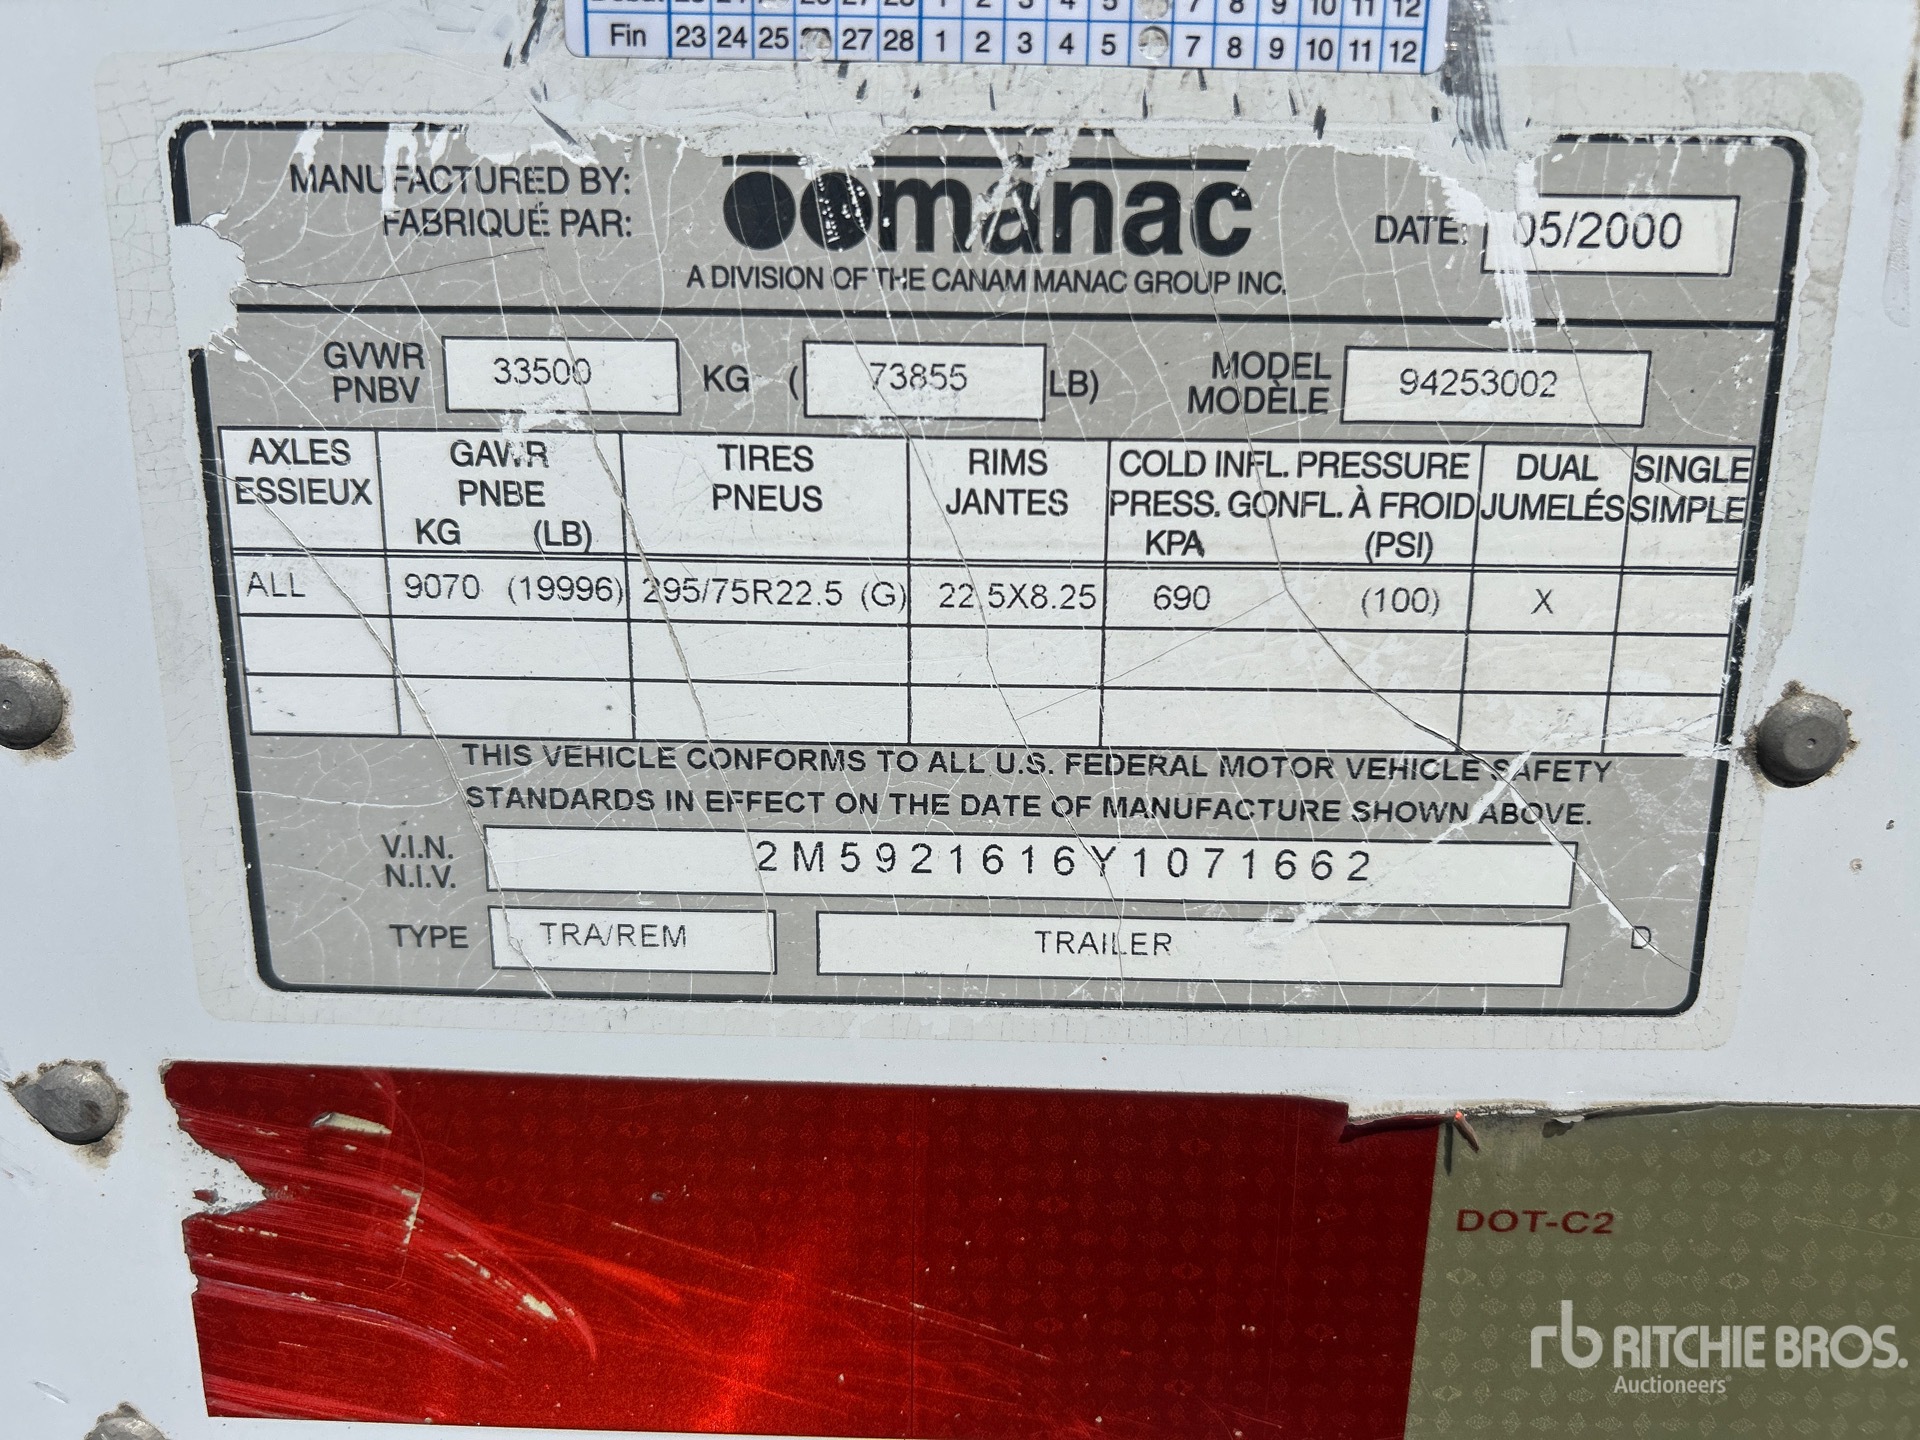 Fin 23 24 25 26 27 28 1 2 3 4 5 7 8 9 10 11 12
MANUFACTURED BY:
FABRIQUÉ PAR:
manac
A DIVISION OF THE CANAM MANAC GROUP INC.
DATE: 05/2000
GVWR
PNBV
33500 KG ( 73855 LB)
MODEL
MODÈLE
94253002
AXLES
ESSIEUX
GAWR
PNBE
KG (LB)
TIRES
PNEUS
RIMS
JANTES
COLD INFL. PRESSURE
PRESS. GONFL. À FROID
KPA (PSI)
DUAL
JUMELÉS
SINGLE
SIMPLE
ALL 9070 (19996) 295/75R22.5 (G) 22.5X8.25 690 (100) X
THIS VEHICLE CONFORMS TO ALL U.S. FEDERAL MOTOR VEHICLE SAFETY
STANDARDS IN EFFECT ON THE DATE OF MANUFACTURE SHOWN ABOVE.
V.I.N.
N.I.V.
2M5921616Y1071662
TYPE TRA/REM TRAILER D
DOT-C2
rb RITCHIE BROS.
Auctioneers